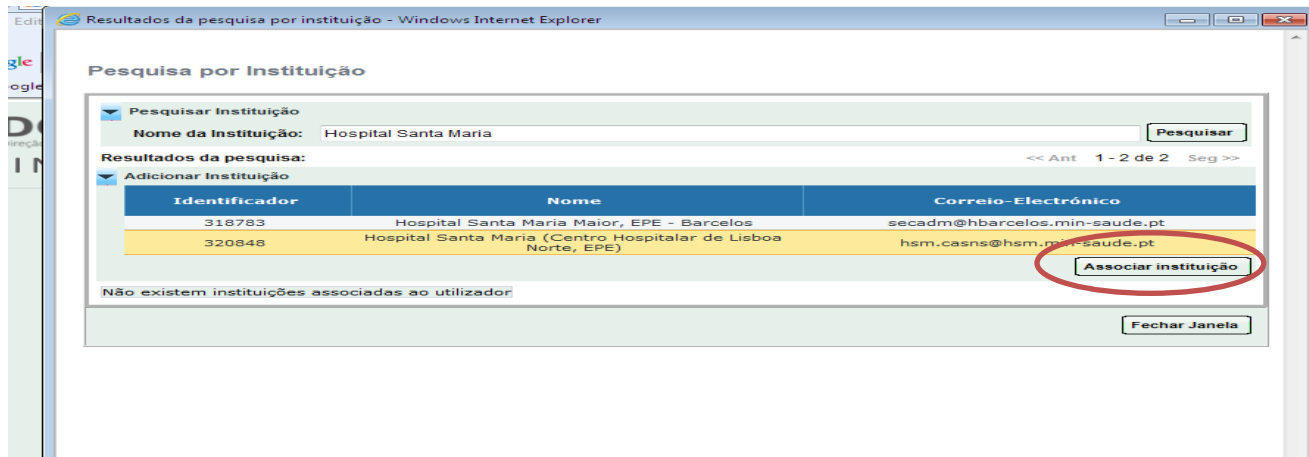 Edit
Resultados da pesquisa por instituição - Windows Internet Explorer
gle
ogle
Pesquisa por Instituição
Pesquisar Instituição
Nome da Instituição: Hospital Santa Maria Pesquisar
Resultados da pesquisa: << Ant 1 - 2 de 2 Seg >>
Adicionar Instituição
Identificador Nome Correio-Electrónico
318783 Hospital Santa Maria Maior, EPE - Barcelos secadm@hbarcelos.min-saude.pt
320848 Hospital Santa Maria (Centro Hospitalar de Lisboa Norte, EPE) hsm.casns@hsm.min-saude.pt
Associar instituição
Não existem instituições associadas ao utilizador
Fechar Janela